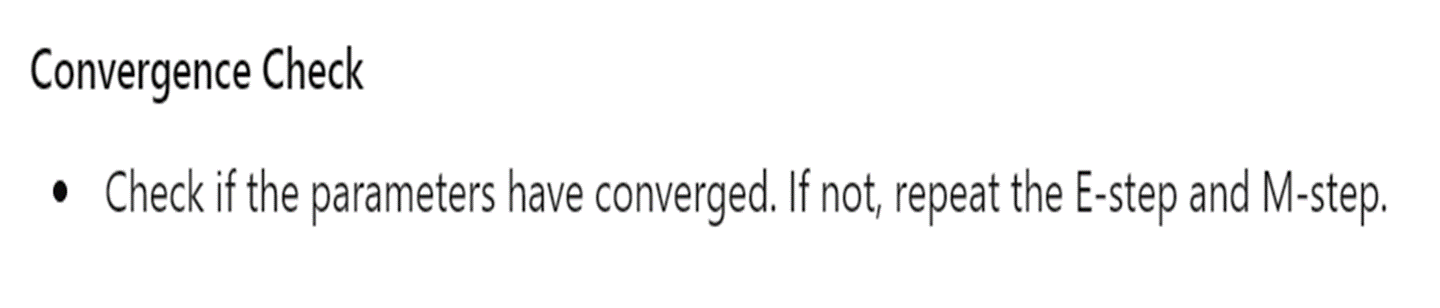 Convergence Check
• Check if the parameters have converged. If not, repeat the E-step and M-step.